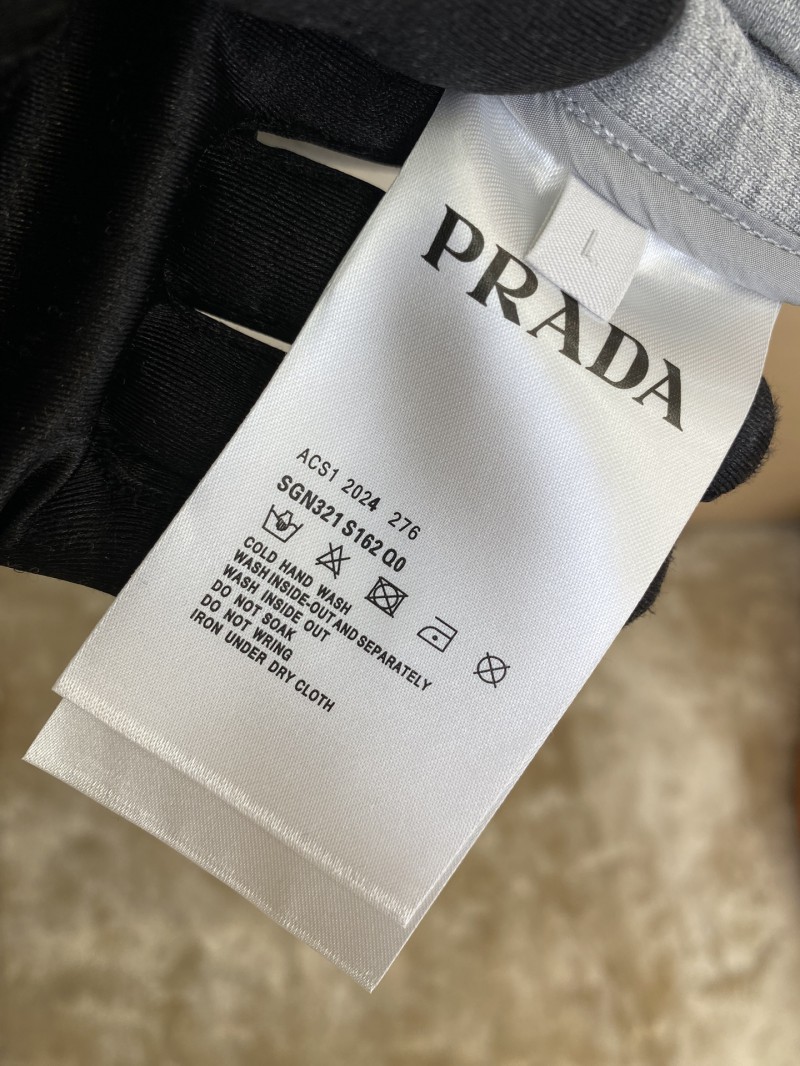 L
PRADA
ACS1 2024 276
SGN321 S162 Q0
COLD HAND WASH
WASH INSIDE-OUT AND SEPARATELY
WASH INSIDE OUT
DO NOT SOAK
DO NOT WRING
IRON UNDER DRY CLOTH